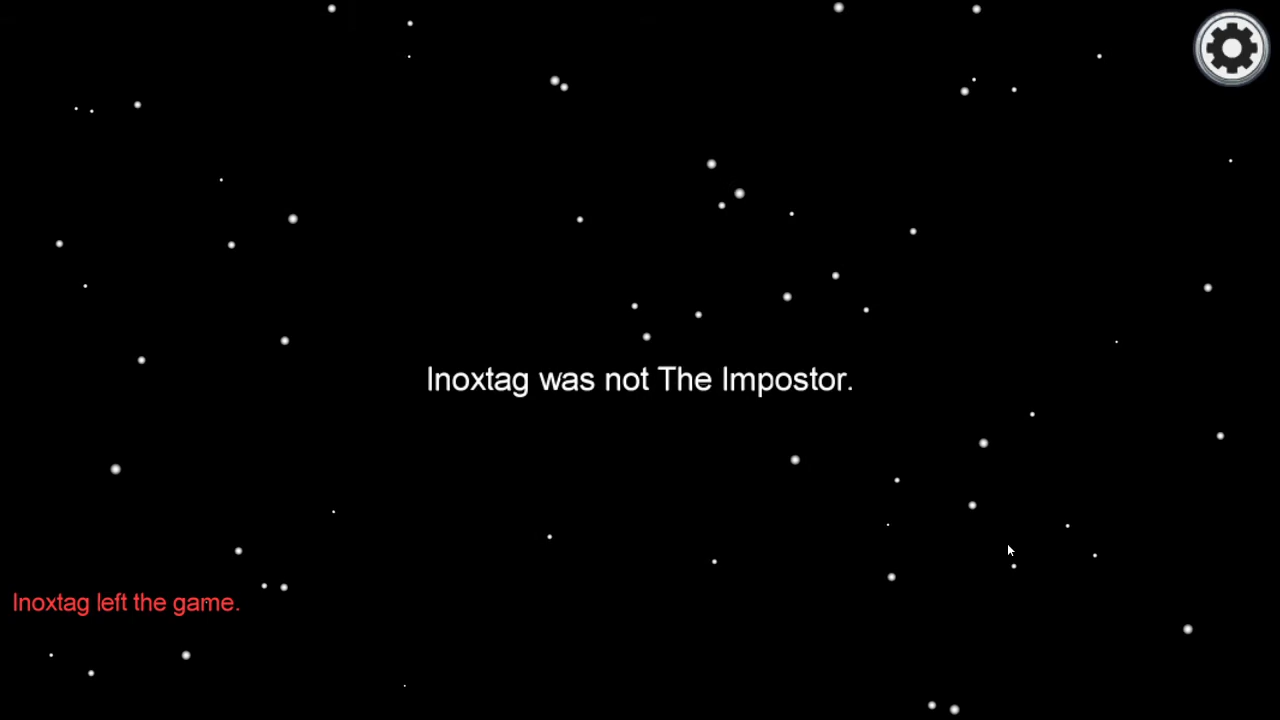 Inoxtag was not The Impostor.
Inoxtag left the game.